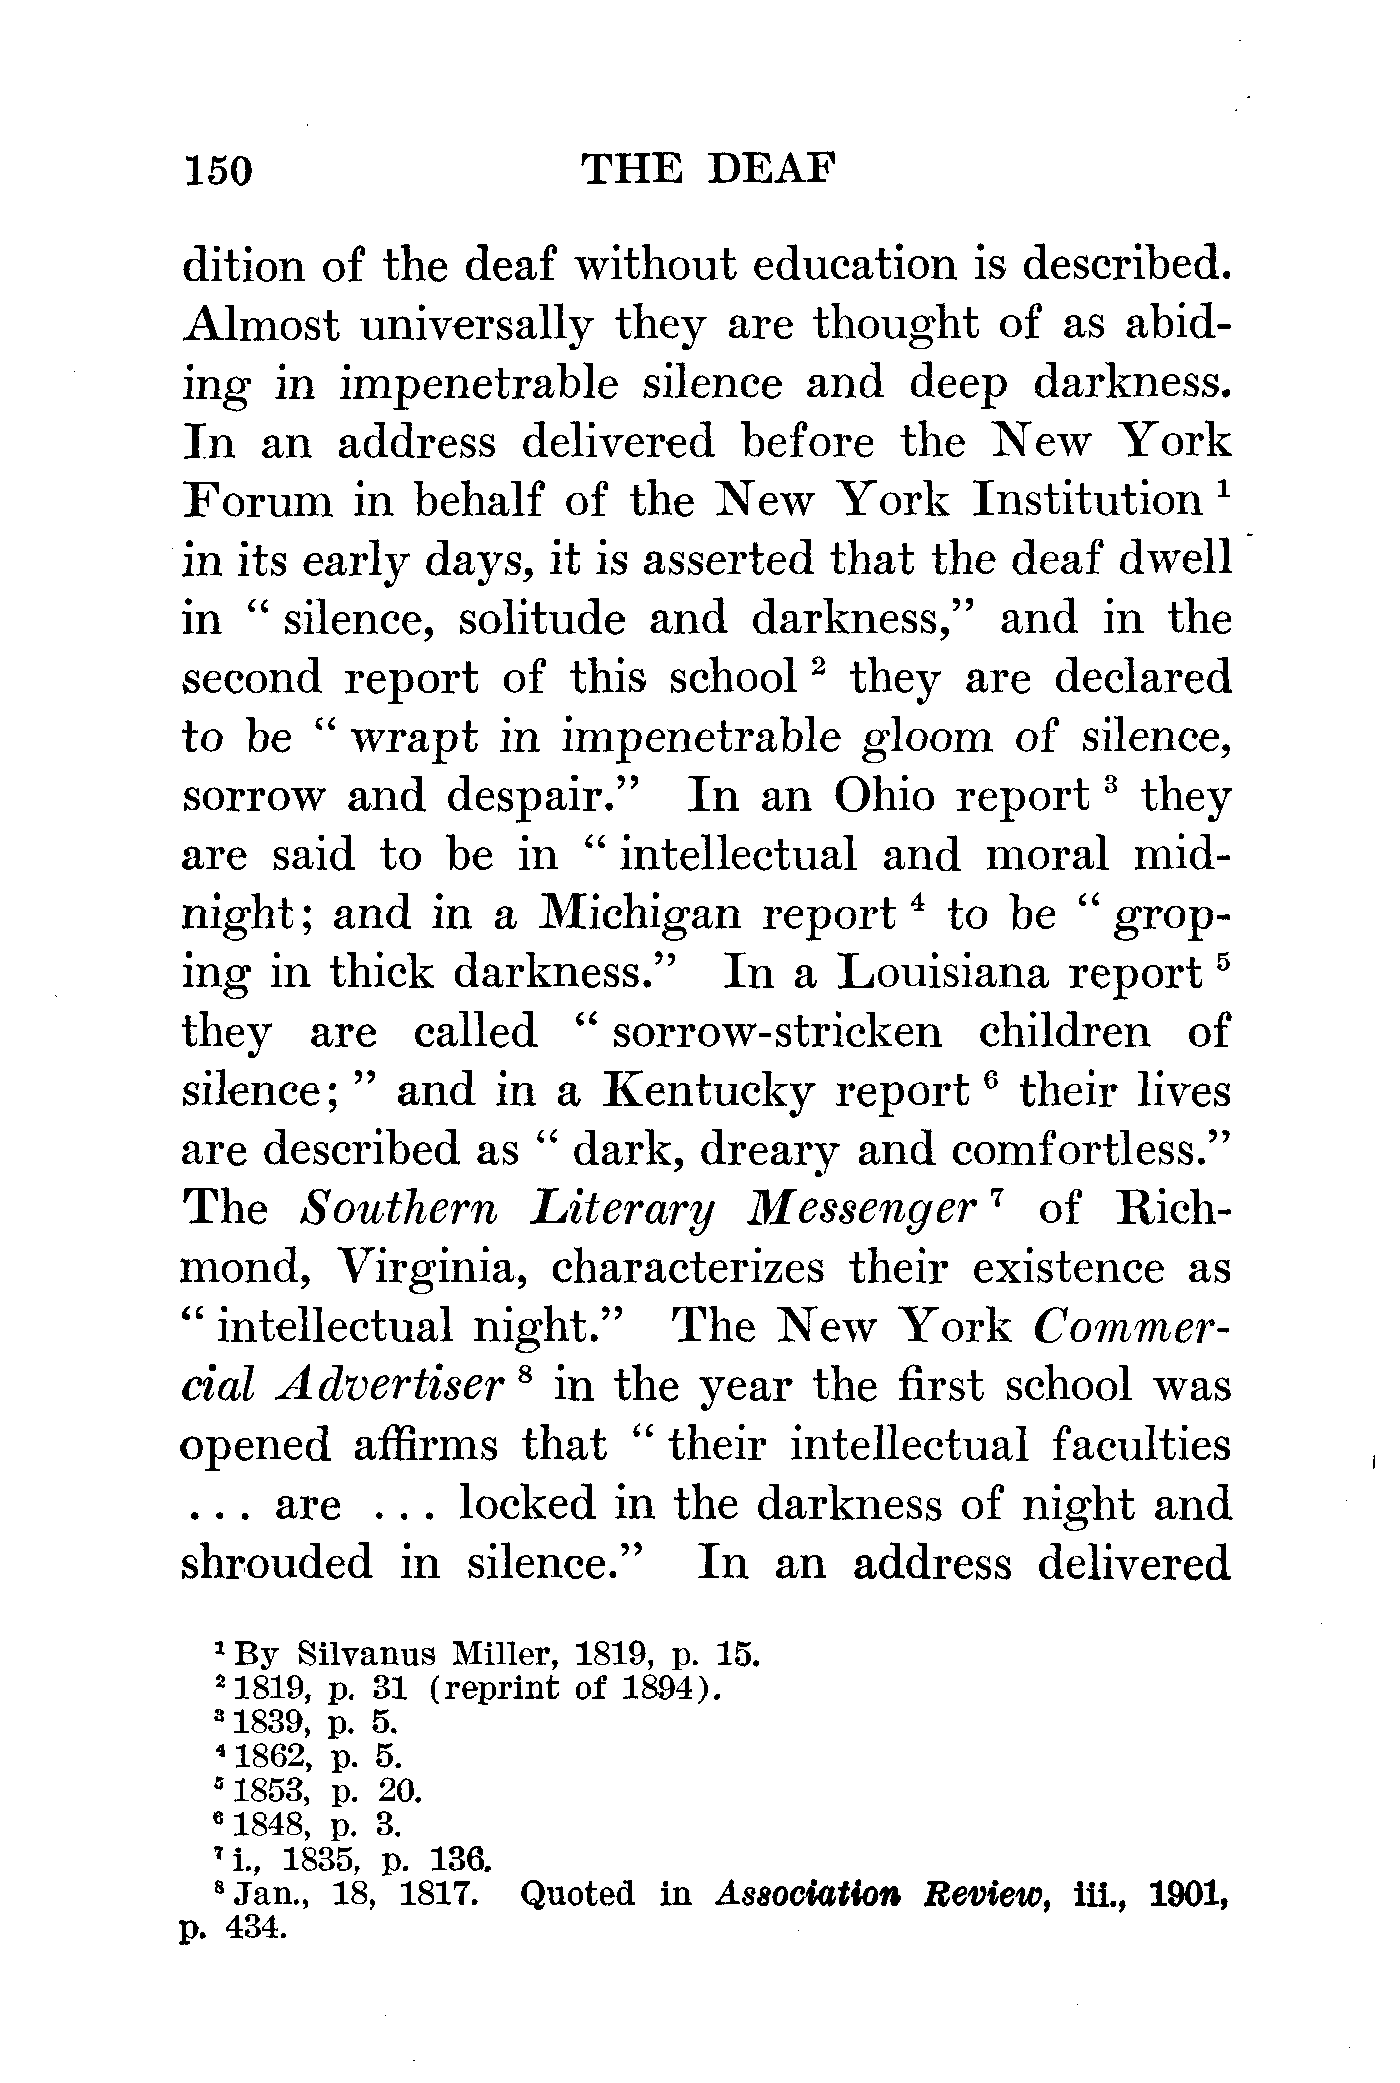 150 THE DEAF
dition of the deaf without education is described.
Almost universally they are thought of as abid-
ing in impenetrable silence and deep darkness.
In an address delivered before the New York
Forum in behalf of the New York Institution ¹
in its early days, it is asserted that the deaf dwell
in “ silence, solitude and darkness,” and in the
second report of this school ² they are declared
to be “ wrapt in impenetrable gloom of silence,
sorrow and despair.” In an Ohio report ³ they
are said to be in “ intellectual and moral mid-
night; and in a Michigan report ⁴ to be “ grop-
ing in thick darkness.” In a Louisiana report ⁵
they are called “ sorrow-stricken children of
silence; ” and in a Kentucky report ⁶ their lives
are described as “ dark, dreary and comfortless.”
The Southern Literary Messenger ⁷ of Rich-
mond, Virginia, characterizes their existence as
“ intellectual night.” The New York Commer-
cial Advertiser ⁸ in the year the first school was
opened affirms that “ their intellectual faculties
... are ... locked in the darkness of night and
shrouded in silence.” In an address delivered
¹ By Silvanus Miller, 1819, p. 15.
² 1819, p. 31 (reprint of 1894).
³ 1839, p. 5.
⁴ 1862, p. 5.
⁵ 1853, p. 20.
⁶ 1848, p. 3.
⁷ i., 1835, p. 136.
⁸ Jan., 18, 1817. Quoted in Association Review, iii., 1901,
p. 434.